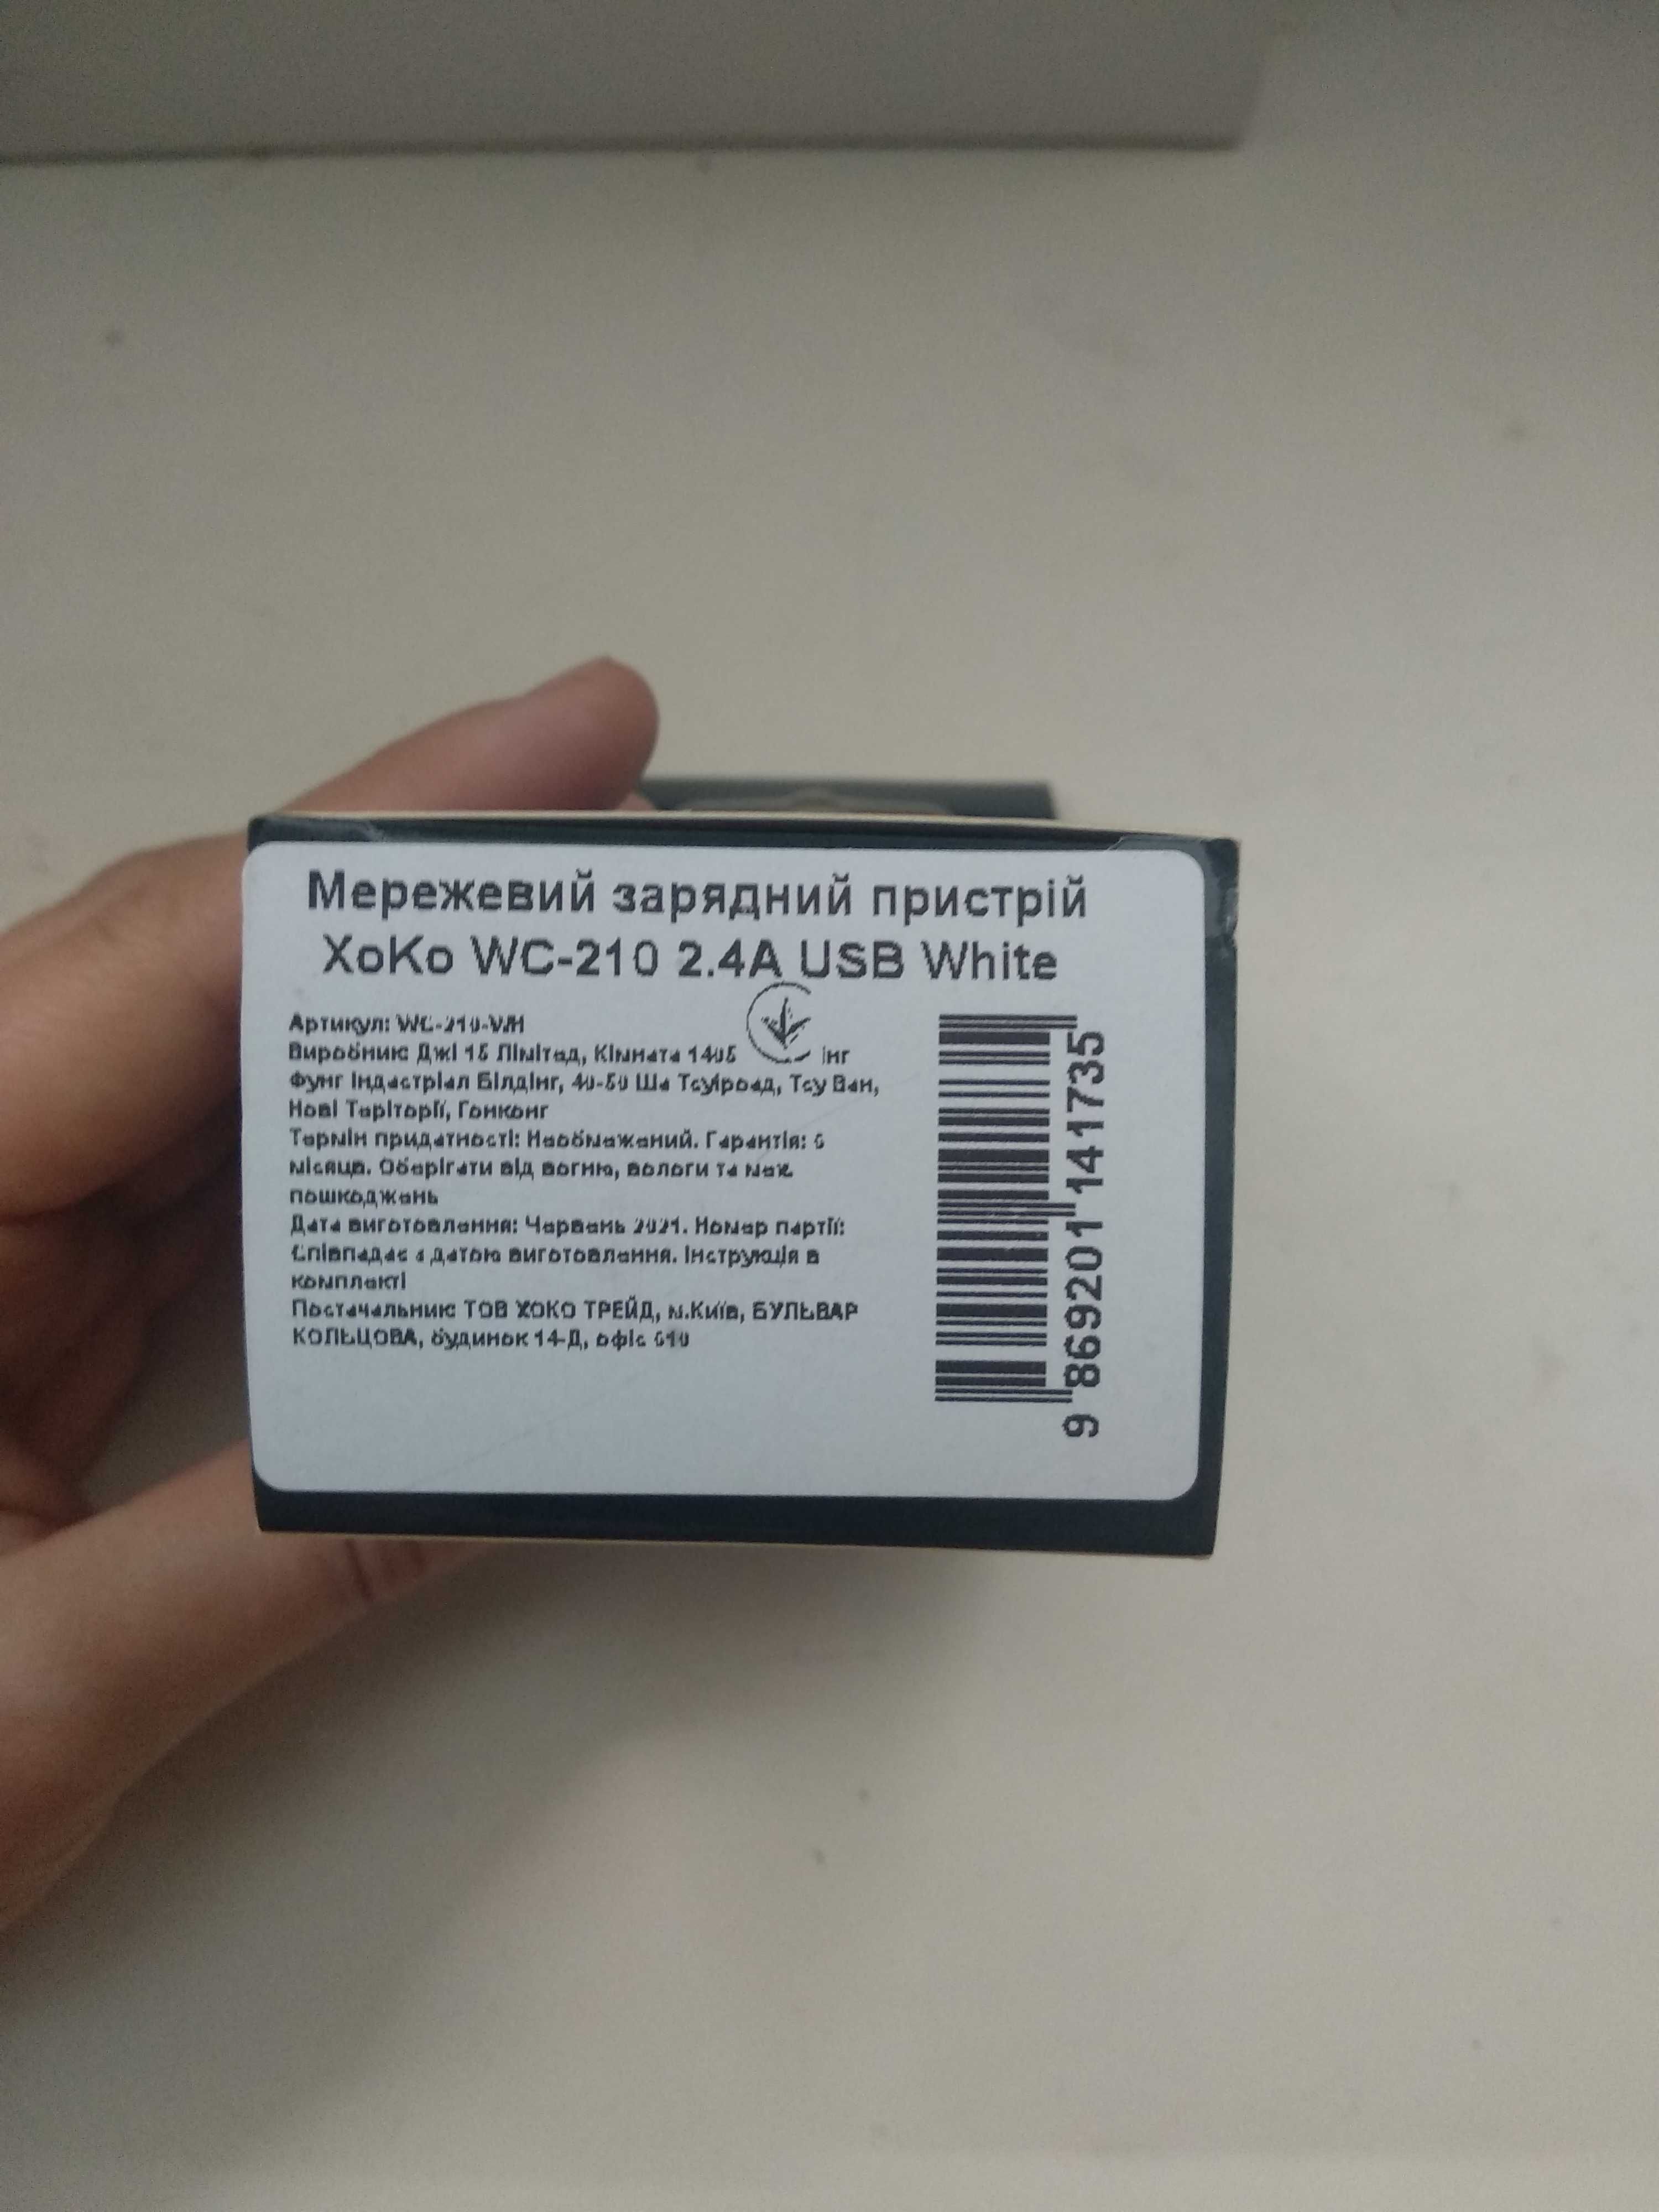 Мережевий зарядний пристрій
XoKo WC-210 2.4A USB White
Артикул: WC-210-WH
Виробник: Джі 15 Лімітед, Кімната 1405 інг
Фунг Індастріал Білдінг, 40-50 Ша Тсуіроад, Тсу Ван,
Нові Теріторії, Гонконг
Термін придатності: Необмежений. Гарантія: 6
місяців. Оберігати від вогню, вологи та мех.
пошкоджень
Дата виготовлення: Червень 2021. Номер партії:
Співпадає з датою виготовлення. Інструкція в
комплекті
Постачальник: ТОВ ХОКО ТРЕЙД, м.Київ, БУЛЬВАР
КОЛЬЦОВА, будинок 14-Д, офіс 610
9 869201 141735